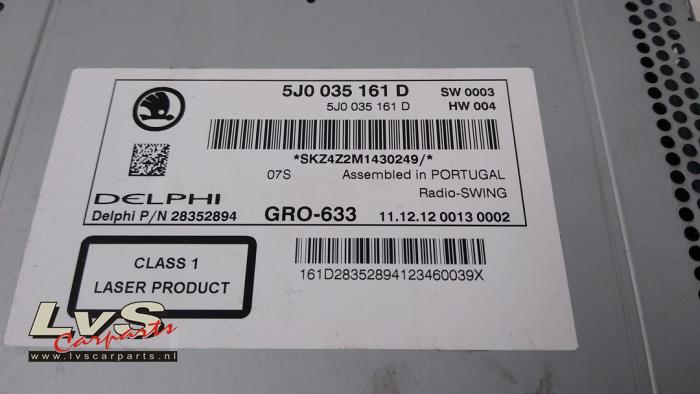 5J0 035 161 D SW 0003
5J0 035 161 D HW 004
*SKZ4Z2M1430249/*
07S Assembled in PORTUGAL
Radio-SWING
DELPHI
Delphi P/N 28352894 GRO-633 11.12.12 0013 0002
CLASS 1
LASER PRODUCT
161D28352894123460039X
LvS
Carparts
www.lvscarparts.nl